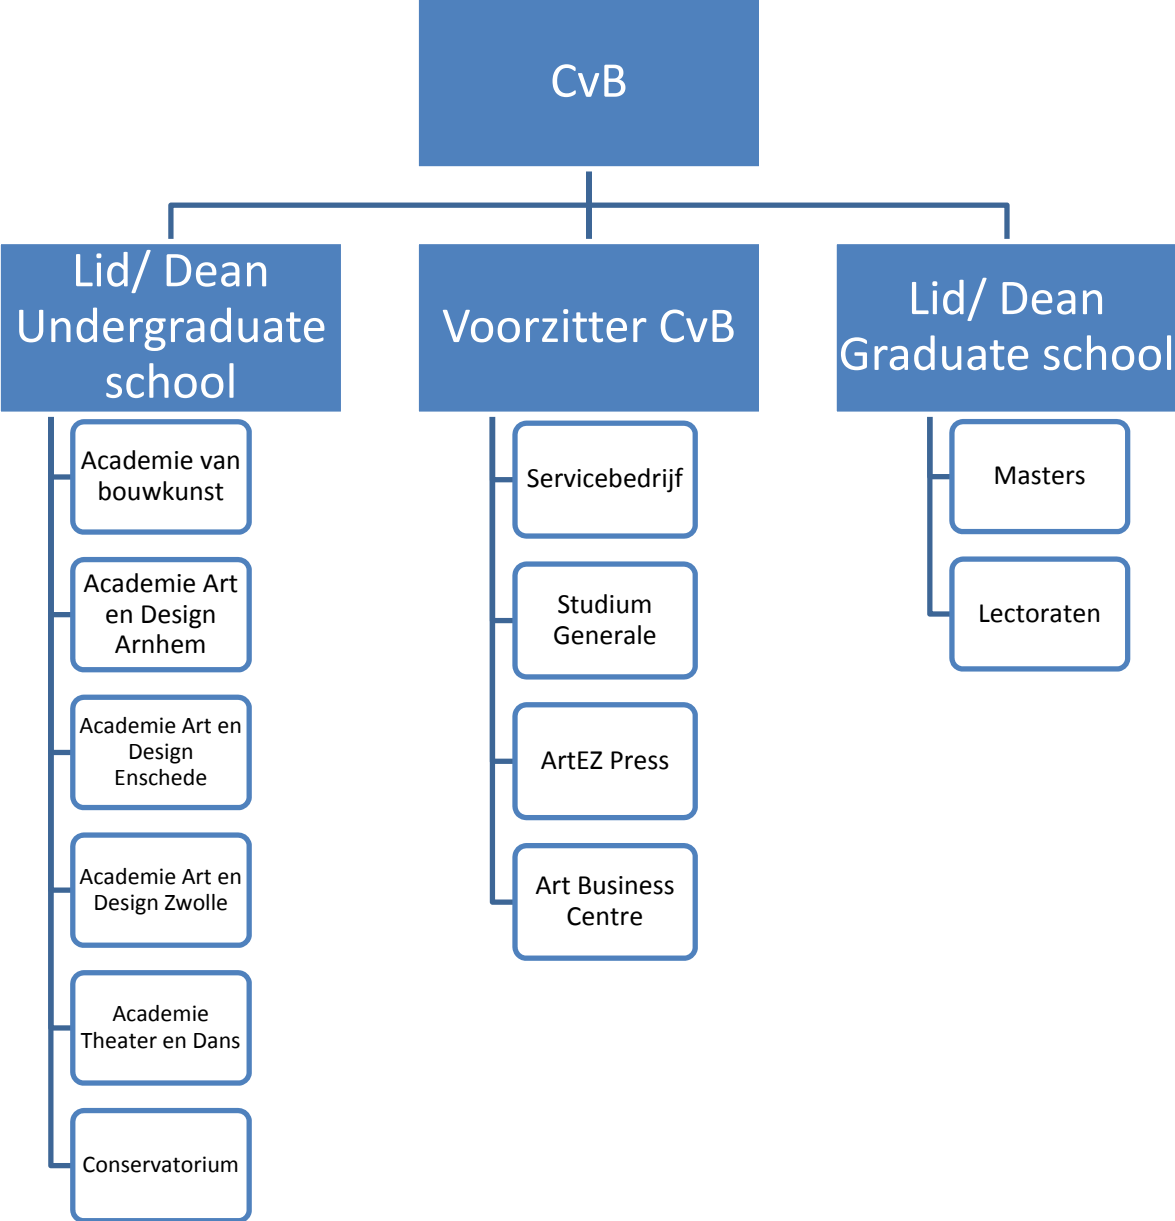 CvB
Lid/ Dean
Undergraduate
school
Voorzitter CvB
Lid/ Dean
Graduate school
Academie van
bouwkunst
Academie Art
en Design
Arnhem
Academie Art en
Design
Enschede
Academie Art en
Design Zwolle
Academie
Theater en Dans
Conservatorium
Servicebedrijf
Studium
Generale
ArtEZ Press
Art Business
Centre
Masters
Lectoraten